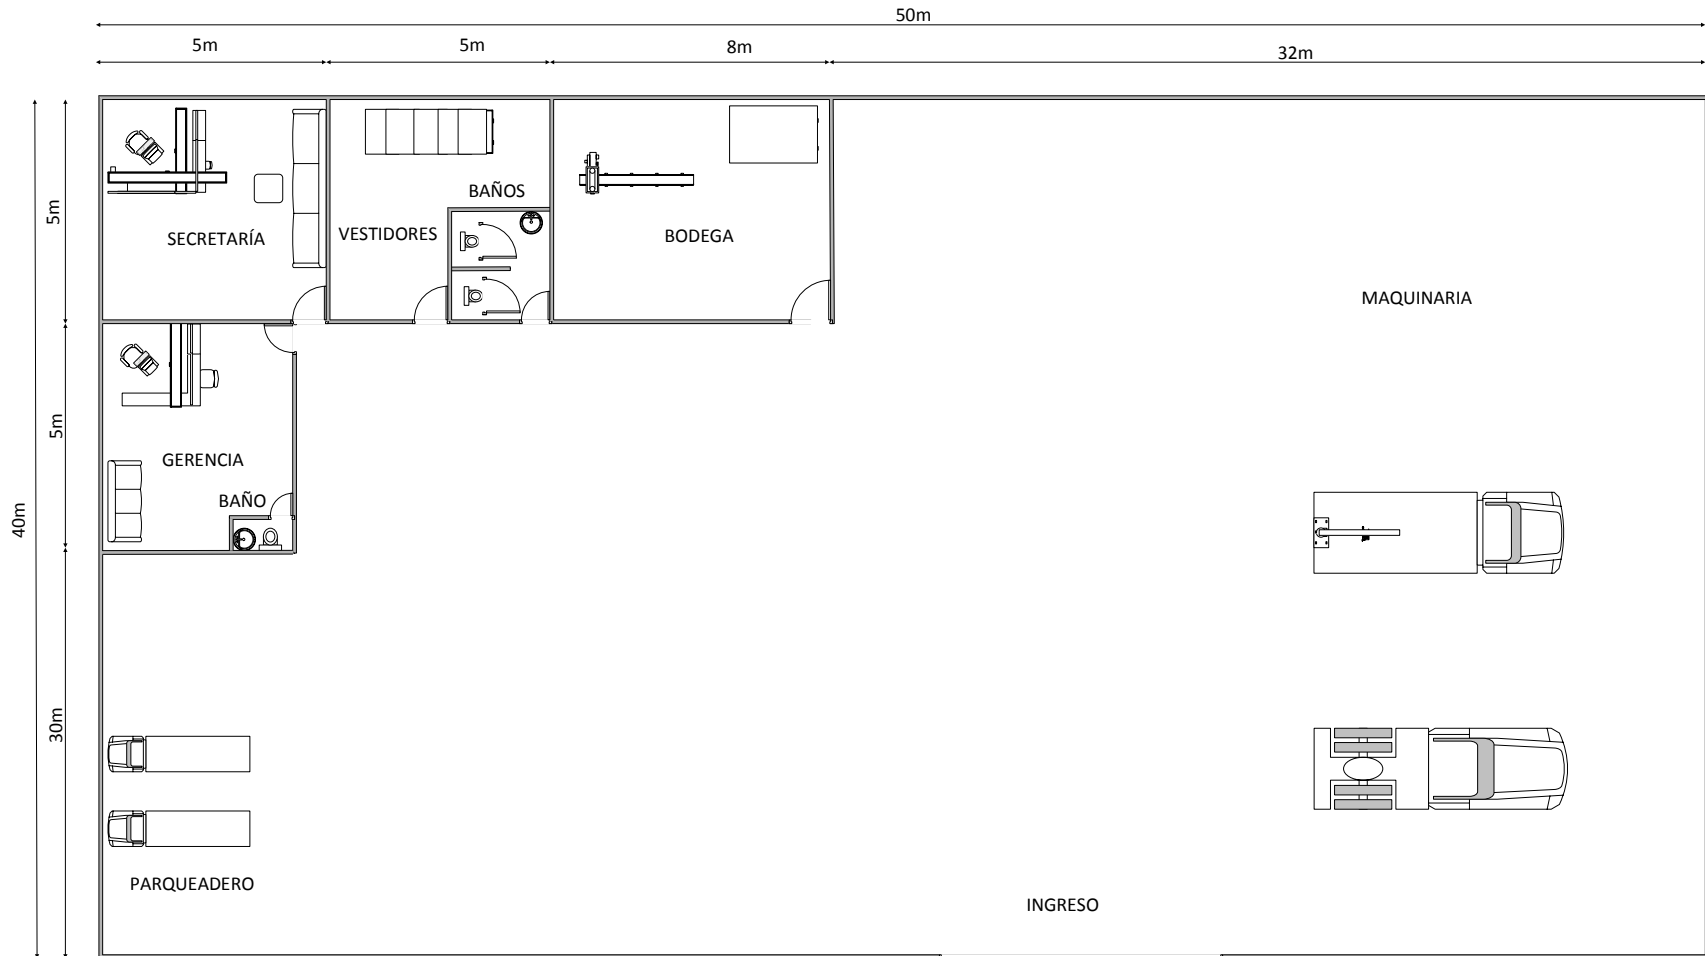 50m
5m
5m
8m
32m
5m
BAÑOS
SECRETARÍA
VESTIDORES
BODEGA
MAQUINARIA
5m
GERENCIA
BAÑO
40m
30m
PARQUEADERO
INGRESO